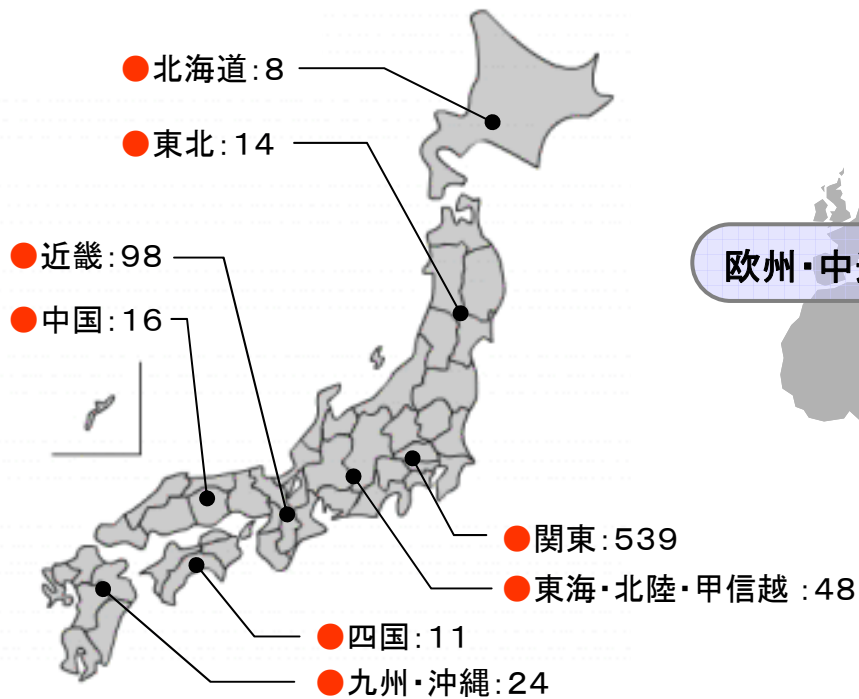 ●北海道:8
●東北:14
●近畿:98
●中国:16
欧州・中
●関東:539
●東海・北陸・甲信越 :48
●四国:11
●九州・沖縄:24